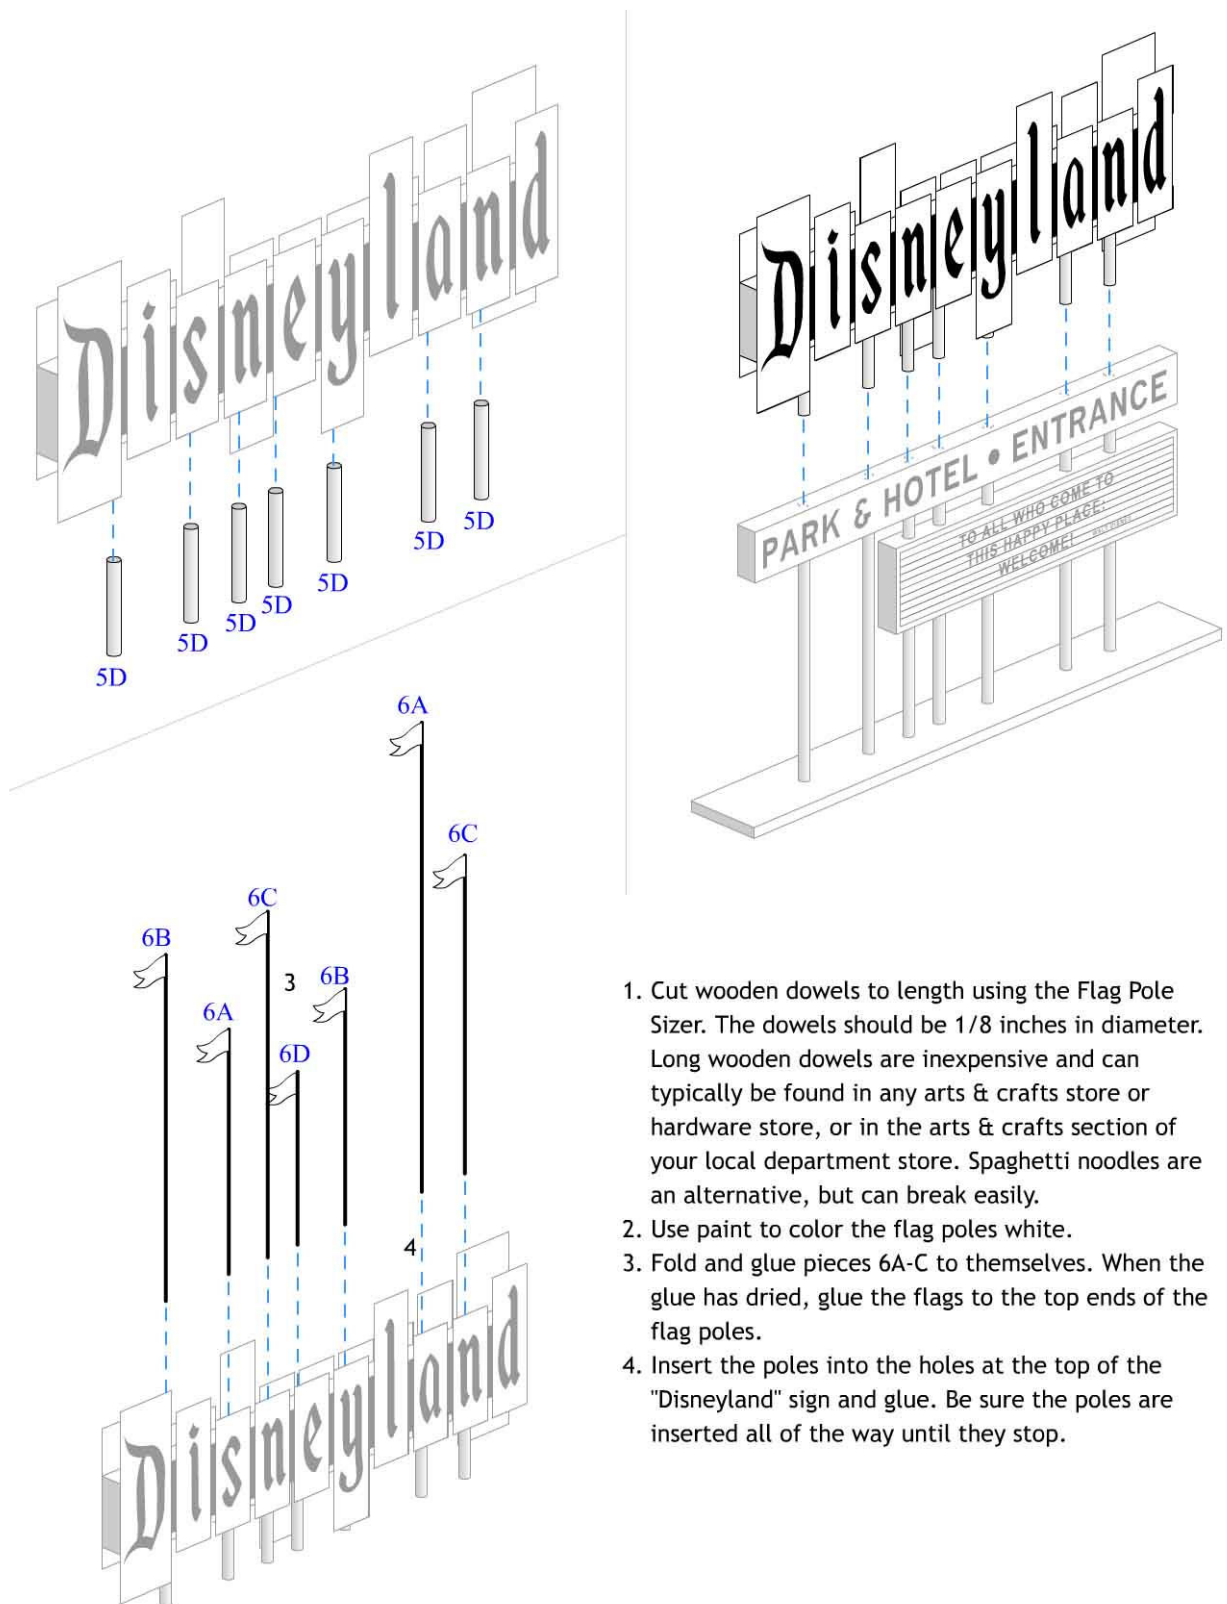 Disneyland
5D
5D
5D
5D
5D
5D
5D
5D
Disneyland
PARK & HOTEL • ENTRANCE
TO ALL WHO COME TO
THIS HAPPY PLACE:
WELCOME!
6A
6C
6C
6B
3
6B
6A
6D
4
Disneyland
1. Cut wooden dowels to length using the Flag Pole
Sizer. The dowels should be 1/8 inches in diameter.
Long wooden dowels are inexpensive and can
typically be found in any arts & crafts store or
hardware store, or in the arts & crafts section of
your local department store. Spaghetti noodles are
an alternative, but can break easily.
2. Use paint to color the flag poles white.
3. Fold and glue pieces 6A-C to themselves. When the
glue has dried, glue the flags to the top ends of the
flag poles.
4. Insert the poles into the holes at the top of the
"Disneyland" sign and glue. Be sure the poles are
inserted all of the way until they stop.